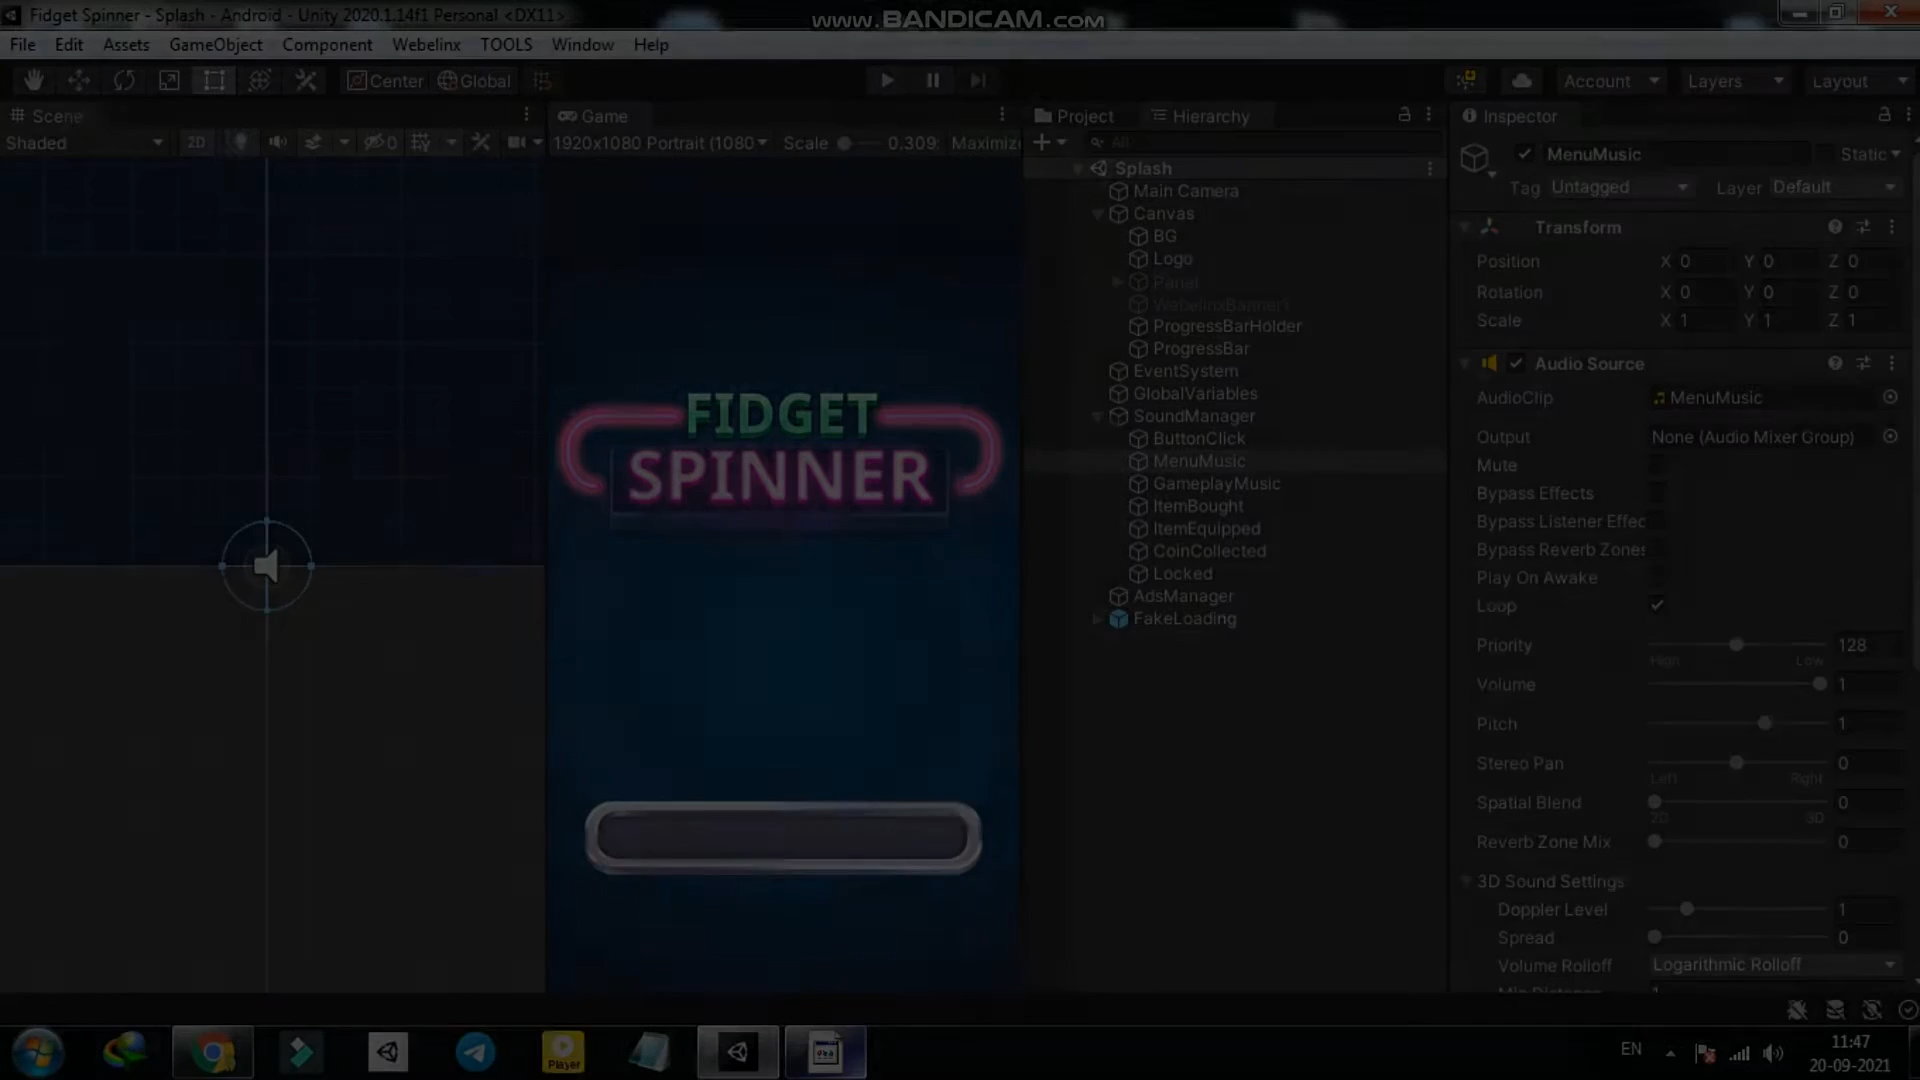 Fidget Spinner - Splash - Android - Unity 2020.1.14f1 Personal <DX11>
www.BANDICAM.com
File Edit Assets GameObject Component Webelinx TOOLS Window Help
Center Global
Account Layers Layout
Scene
Shaded 2D 0
Game
1920x1080 Portrait (1080 Scale 0.309: Maximiz
FIDGET
SPINNER
Project Hierarchy
All
Splash
Main Camera
Canvas
BG
Logo
Panel
WebelinxBanner1
ProgressBarHolder
ProgressBar
EventSystem
GlobalVariables
SoundManager
ButtonClick
MenuMusic
GameplayMusic
ItemBought
ItemEquipped
CoinCollected
Locked
AdsManager
FakeLoading
Inspector
MenuMusic Static
Tag Untagged Layer Default
Transform
Position X 0 Y 0 Z 0
Rotation X 0 Y 0 Z 0
Scale X 1 Y 1 Z 1
Audio Source
AudioClip MenuMusic
Output None (Audio Mixer Group)
Mute
Bypass Effects
Bypass Listener Effec
Bypass Reverb Zones
Play On Awake
Loop
Priority 128
High Low
Volume 1
Pitch 1
Stereo Pan 0
Left Right
Spatial Blend 0
2D 3D
Reverb Zone Mix 0
3D Sound Settings
Doppler Level 1
Spread 0
Volume Rolloff Logarithmic Rolloff
Min Distance 1
Player
EN
11:47
20-09-2021